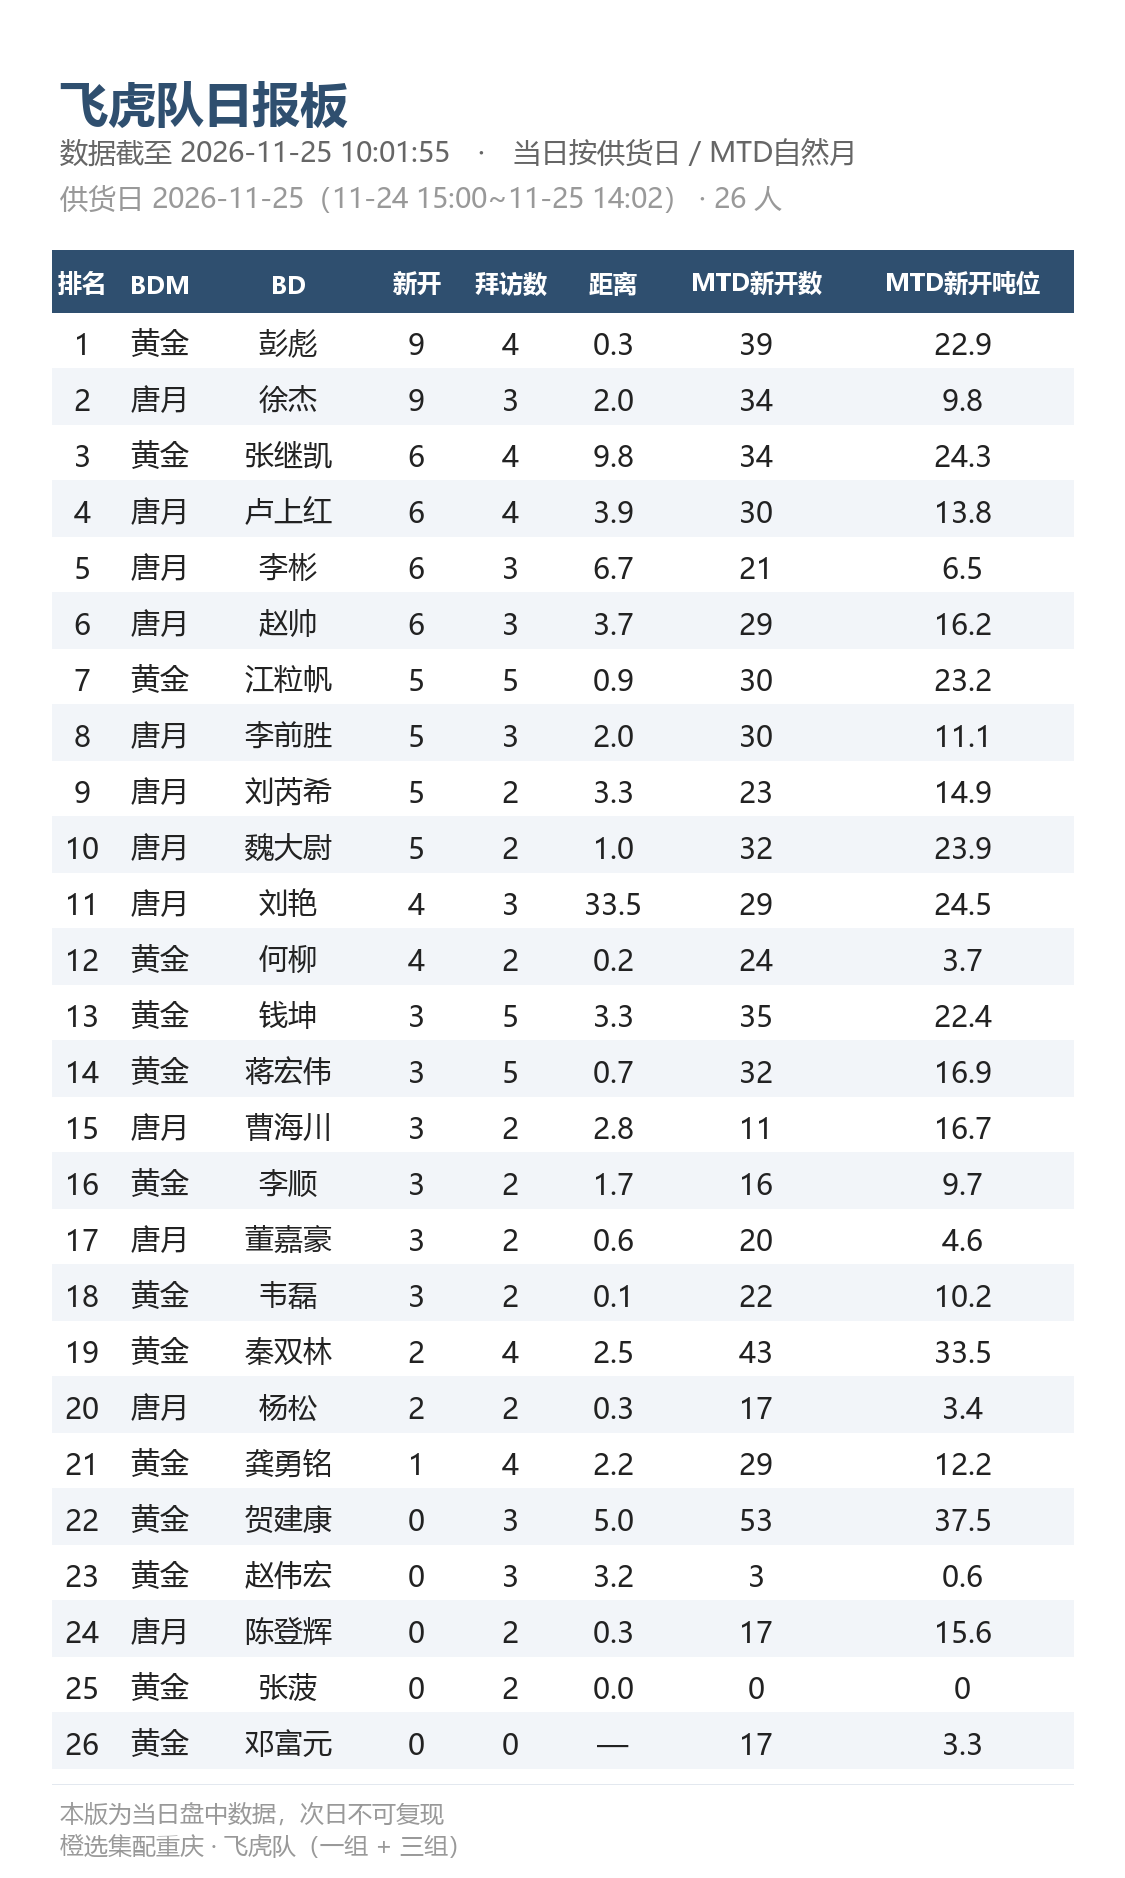 飞虎队日报板
数据截至 2026-11-25 10:01:55 · 当日按供货日 / MTD自然月
供货日 2026-11-25（11-24 15:00~11-25 14:02） · 26 人
排名 BDM BD 新开 拜访数 距离 MTD新开数 MTD新开吨位
1 黄金 彭彪 9 4 0.3 39 22.9
2 唐月 徐杰 9 3 2.0 34 9.8
3 黄金 张继凯 6 4 9.8 34 24.3
4 唐月 卢上红 6 4 3.9 30 13.8
5 唐月 李彬 6 3 6.7 21 6.5
6 唐月 赵帅 6 3 3.7 29 16.2
7 黄金 江粒帆 5 5 0.9 30 23.2
8 唐月 李前胜 5 3 2.0 30 11.1
9 唐月 刘芮希 5 2 3.3 23 14.9
10 唐月 魏大尉 5 2 1.0 32 23.9
11 唐月 刘艳 4 3 33.5 29 24.5
12 黄金 何柳 4 2 0.2 24 3.7
13 黄金 钱坤 3 5 3.3 35 22.4
14 黄金 蒋宏伟 3 5 0.7 32 16.9
15 唐月 曹海川 3 2 2.8 11 16.7
16 黄金 李顺 3 2 1.7 16 9.7
17 唐月 董嘉豪 3 2 0.6 20 4.6
18 黄金 韦磊 3 2 0.1 22 10.2
19 黄金 秦双林 2 4 2.5 43 33.5
20 唐月 杨松 2 2 0.3 17 3.4
21 黄金 龚勇铭 1 4 2.2 29 12.2
22 黄金 贺建康 0 3 5.0 53 37.5
23 黄金 赵伟宏 0 3 3.2 3 0.6
24 唐月 陈登辉 0 2 0.3 17 15.6
25 黄金 张菠 0 2 0.0 0 0
26 黄金 邓富元 0 0 — 17 3.3
本版为当日盘中数据，次日不可复现
橙选集配重庆 · 飞虎队（一组 + 三组）